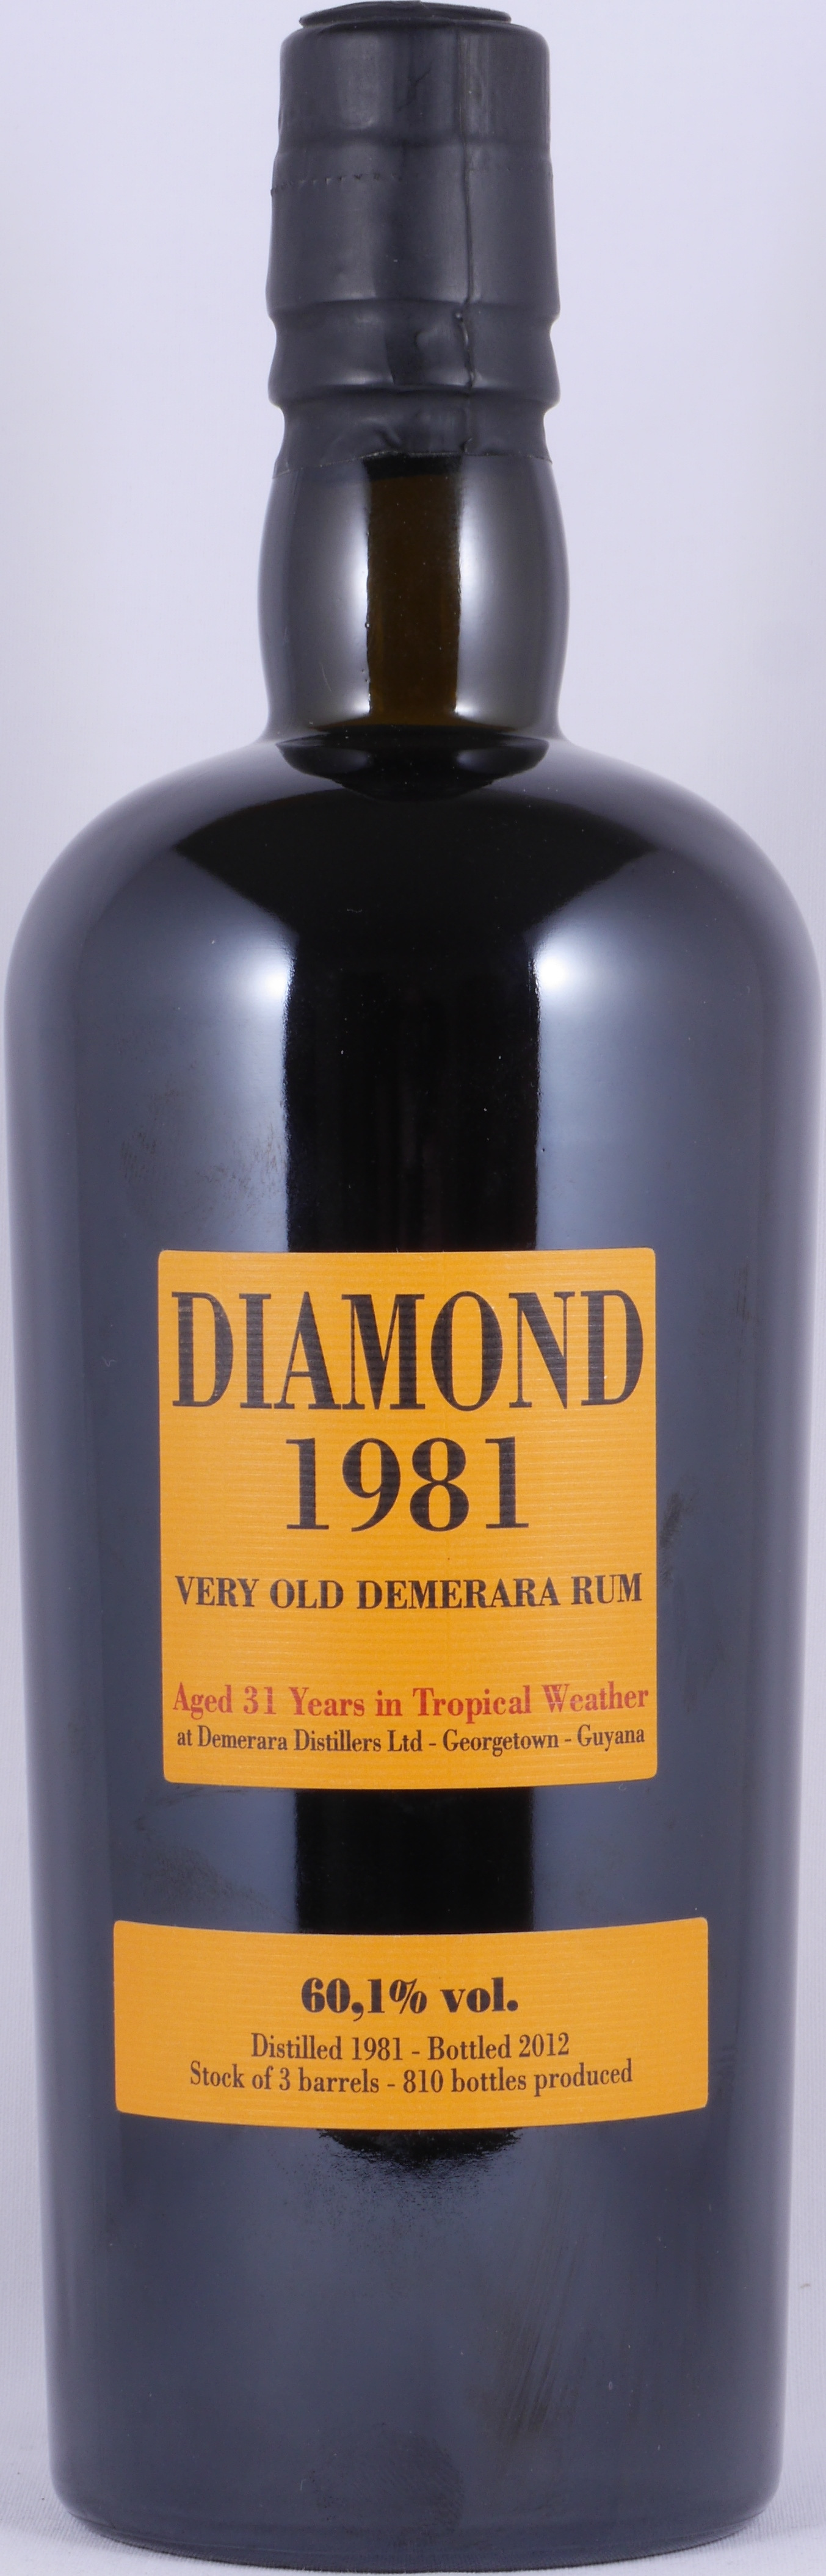 DIAMOND
1981
VERY OLD DEMERARA RUM
Aged 31 Years in Tropical Weather
at Demerara Distillers Ltd - Georgetown - Guyana
60,1% vol.
Distilled 1981 - Bottled 2012
Stock of 3 barrels - 810 bottles produced